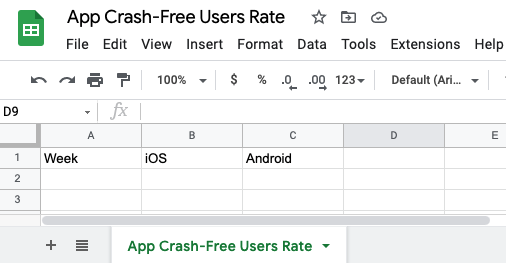 App Crash-Free Users Rate
File Edit View Insert Format Data Tools Extensions Help
100% $ % .0 .00 123 Default (Ari...
D9 fx
A B C D E
1 Week iOS Android
2
3
+ App Crash-Free Users Rate